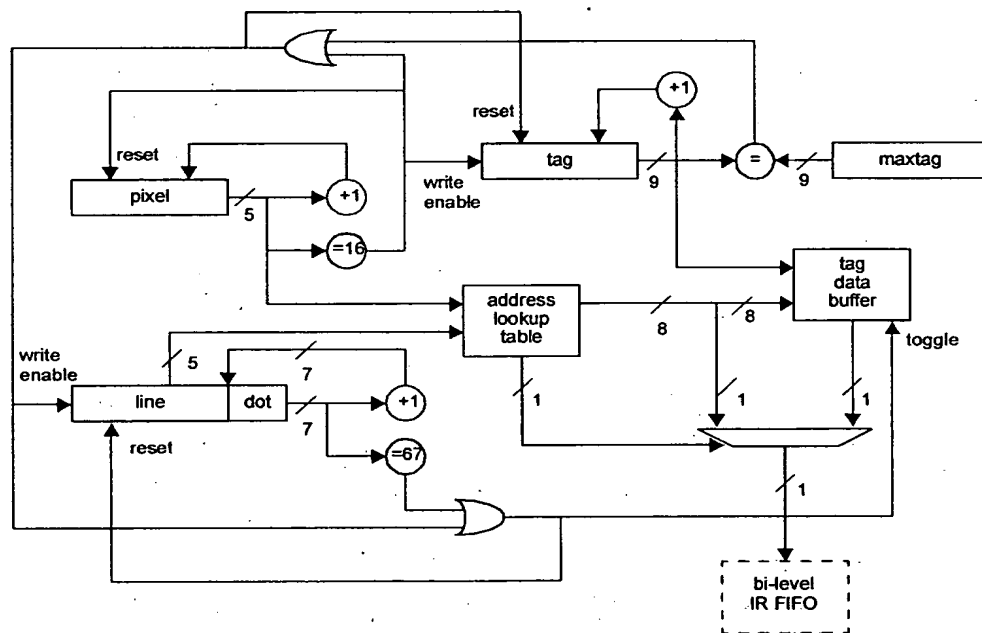 reset
+1
reset
tag
=
maxtag
9
9
write
enable
pixel
5
+1
=16
address
lookup
table
tag
data
buffer
8
8
toggle
write
enable
5
7
1
1
1
line
dot
7
+1
reset
=67
1
bi-level
IR FIFO